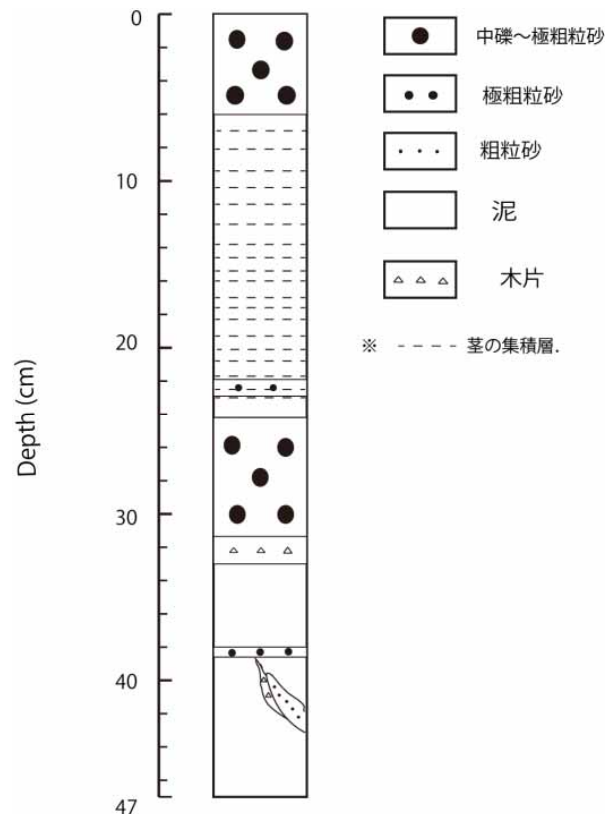 0
10
20
30
40
47
Depth (cm)
中礫～極粗粒砂
極粗粒砂
粗粒砂
泥
木片
※ ----- 茎の集積層.